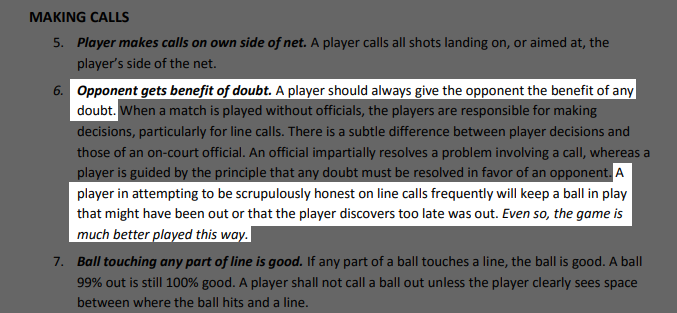 MAKING CALLS
5. Player makes calls on own side of net. A player calls all shots landing on, or aimed at, the
player's side of the net.
6. Opponent gets benefit of doubt. A player should always give the opponent the benefit of any
doubt. When a match is played without officials, the players are responsible for making
decisions, particularly for line calls. There is a subtle difference between player decisions and
those of an on-court official. An official impartially resolves a problem involving a call, whereas a
player is guided by the principle that any doubt must be resolved in favor of an opponent. A
player in attempting to be scrupulously honest on line calls frequently will keep a ball in play
that might have been out or that the player discovers too late was out. Even so, the game is
much better played this way.
7. Ball touching any part of line is good. If any part of a ball touches a line, the ball is good. A ball
99% out is still 100% good. A player shall not call a ball out unless the player clearly sees space
between where the ball hits and a line.